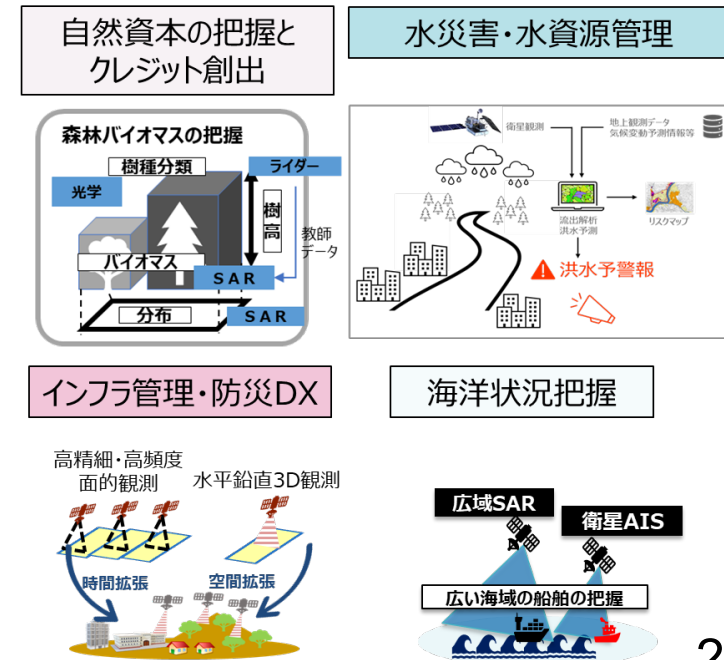 自然資本の把握と
クレジット創出
森林バイオマスの把握
樹種分類
ライダー
光学
樹高
教師
データ
バイオマス
SAR
分布
SAR
水災害・水資源管理
衛星観測
地上観測データ
気候変動予測情報等
流出解析
洪水予測
リスクマップ
洪水予警報
インフラ管理・防災DX
高精細・高頻度
面的観測
水平鉛直3D観測
時間拡張
空間拡張
海洋状況把握
広域SAR
衛星AIS
広い海域の船舶の把握
2